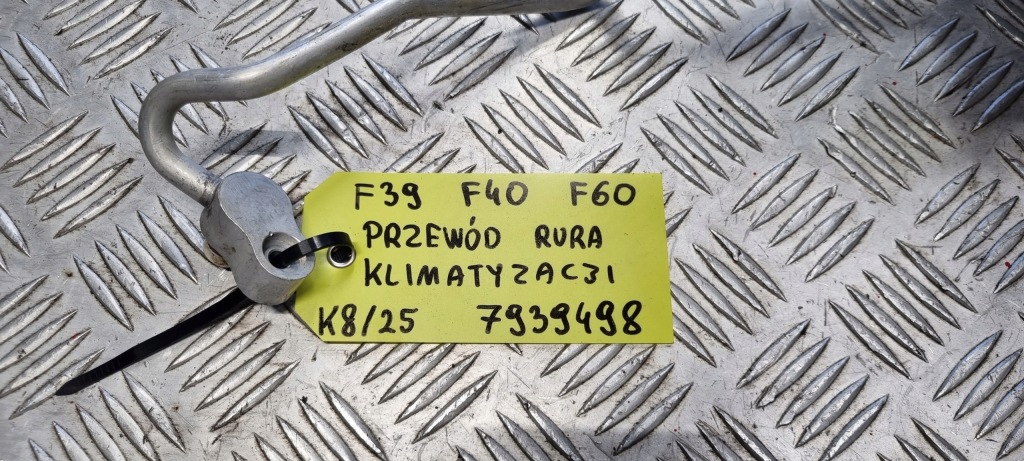 F39 F40 F60
PRZEWÓD RURA
KLIMATYZACJI
K8/25 7939498